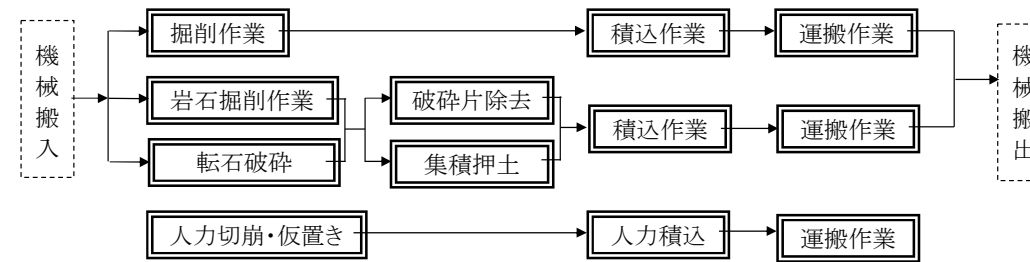 機械搬入
掘削作業
積込作業
運搬作業
岩石掘削作業
破砕片除去
転石破砕
集積押土
積込作業
運搬作業
機械搬出
人力切崩・仮置き
人力積込
運搬作業